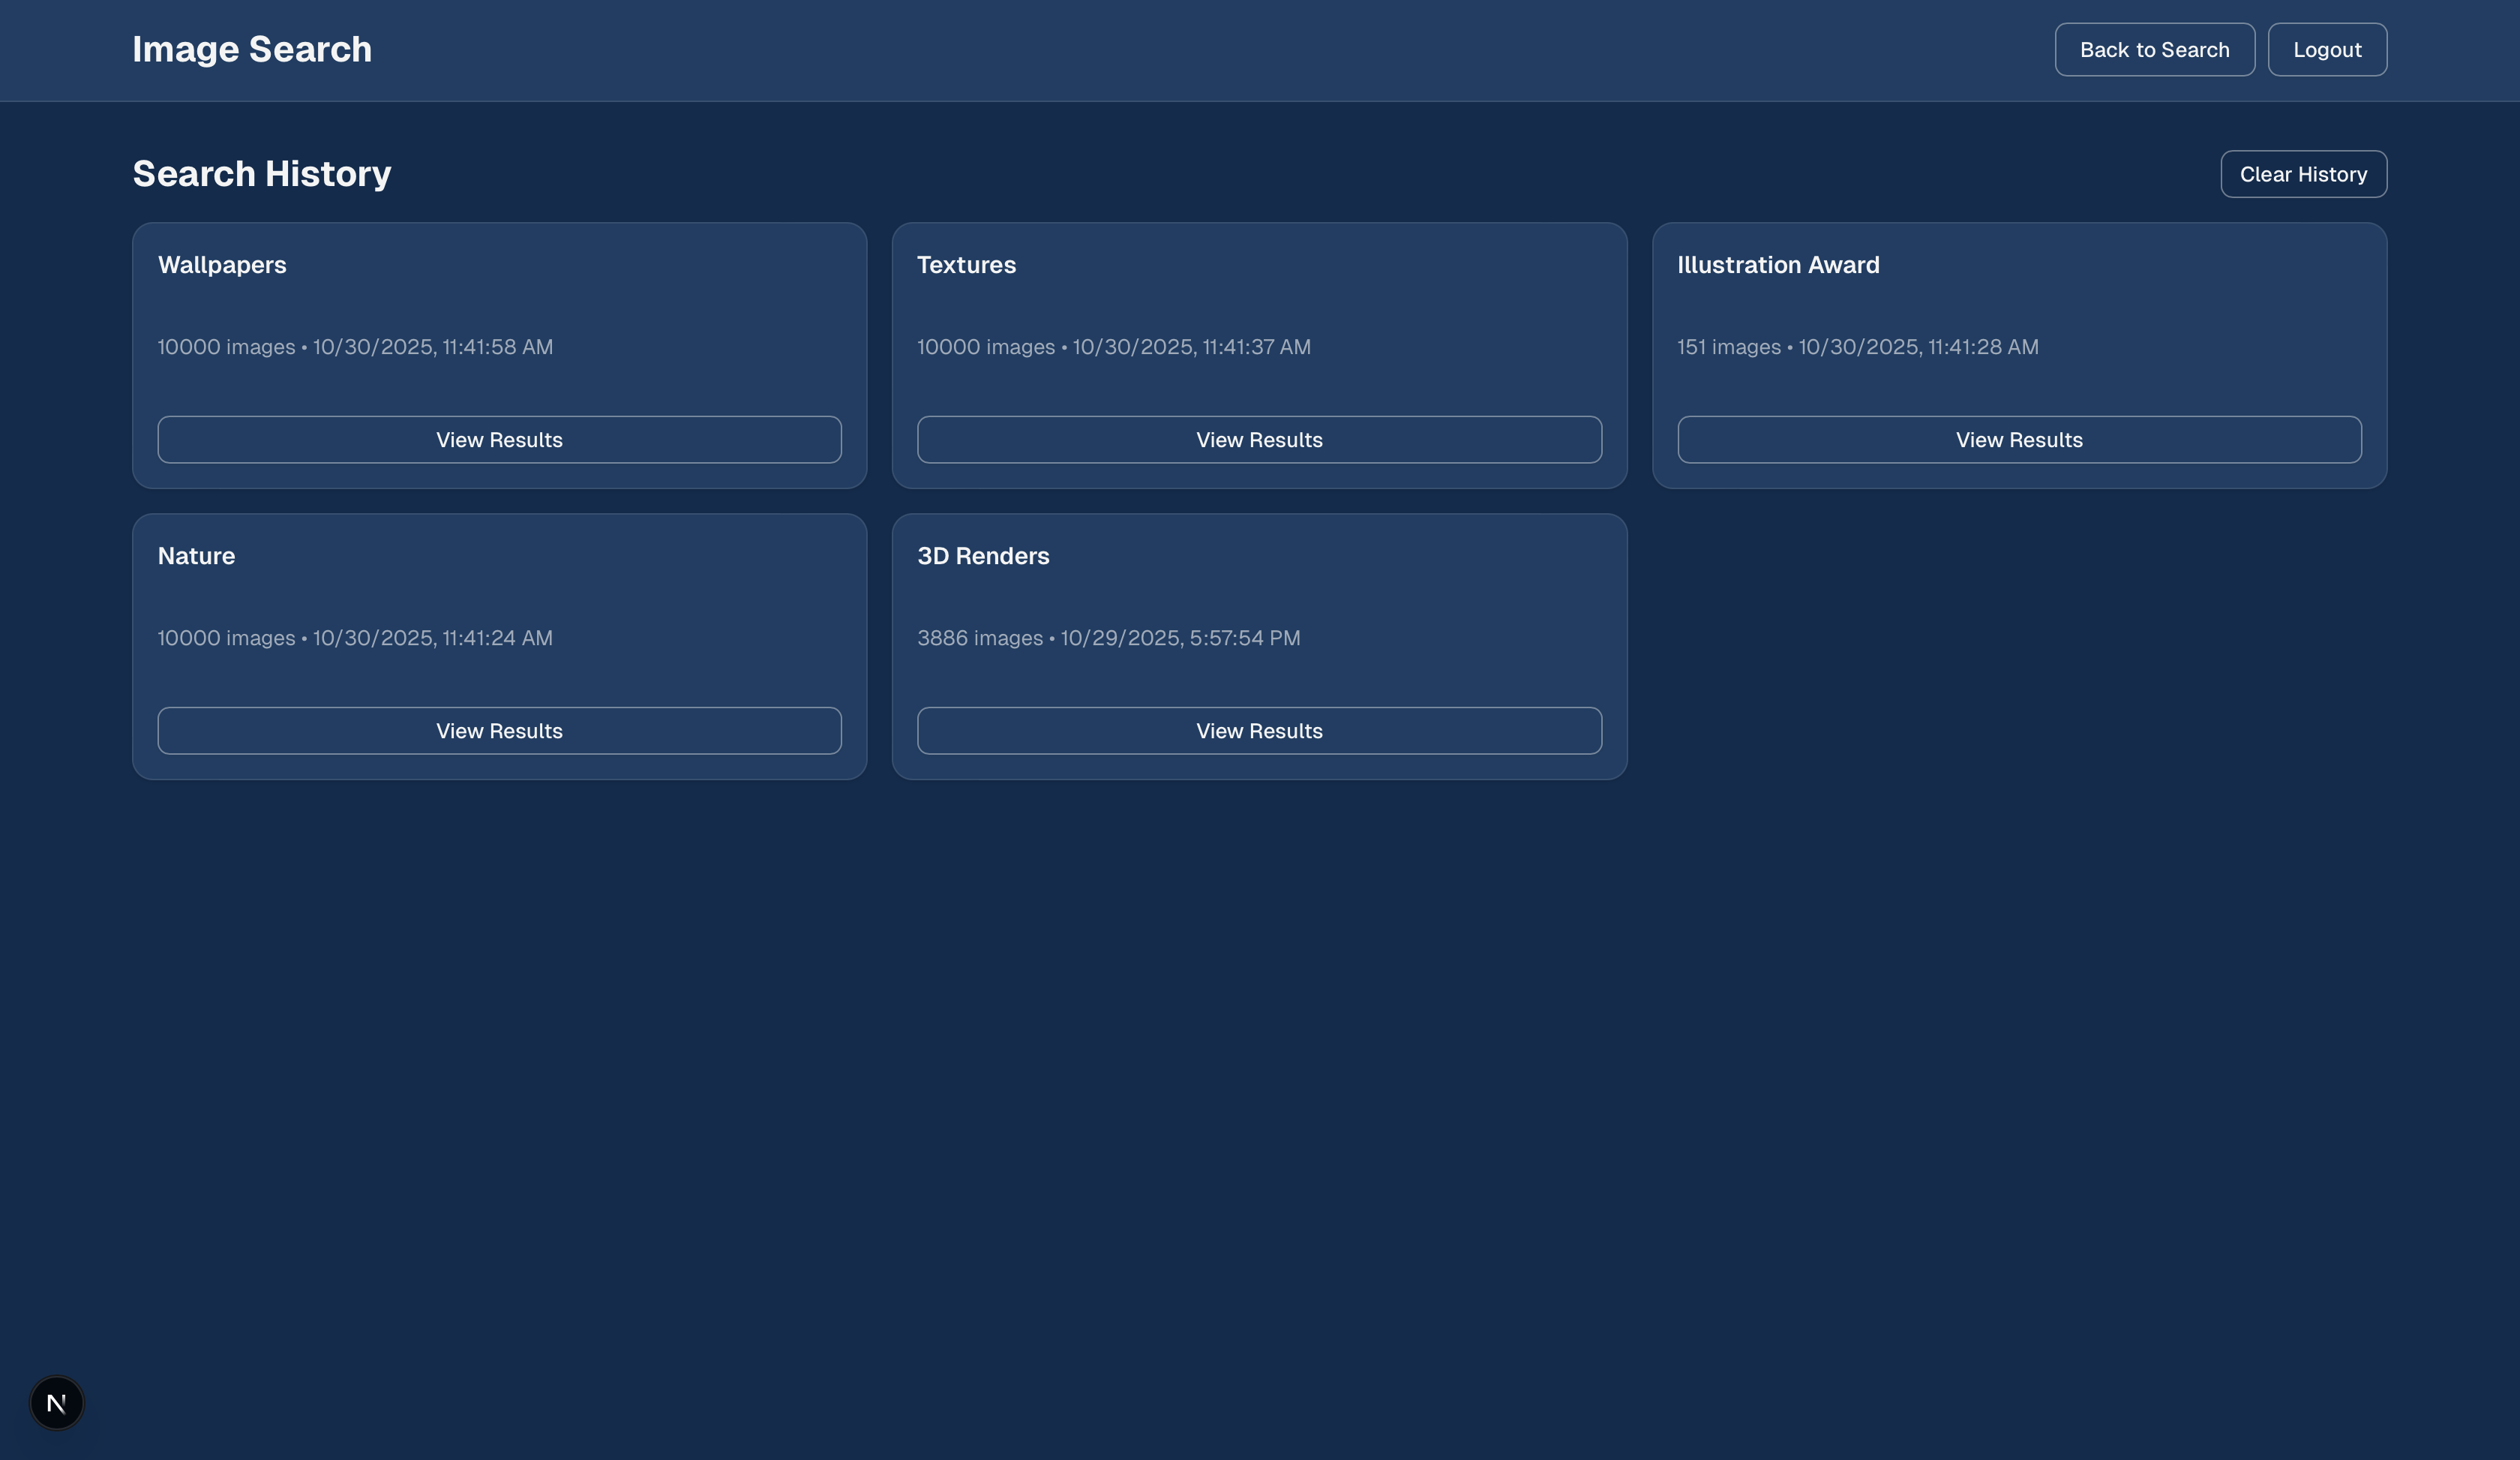 Image Search
Back to Search
Logout
Search History
Clear History
Wallpapers
10000 images • 10/30/2025, 11:41:58 AM
View Results
Textures
10000 images • 10/30/2025, 11:41:37 AM
View Results
Illustration Award
151 images • 10/30/2025, 11:41:28 AM
View Results
Nature
10000 images • 10/30/2025, 11:41:24 AM
View Results
3D Renders
3886 images • 10/29/2025, 5:57:54 PM
View Results
N